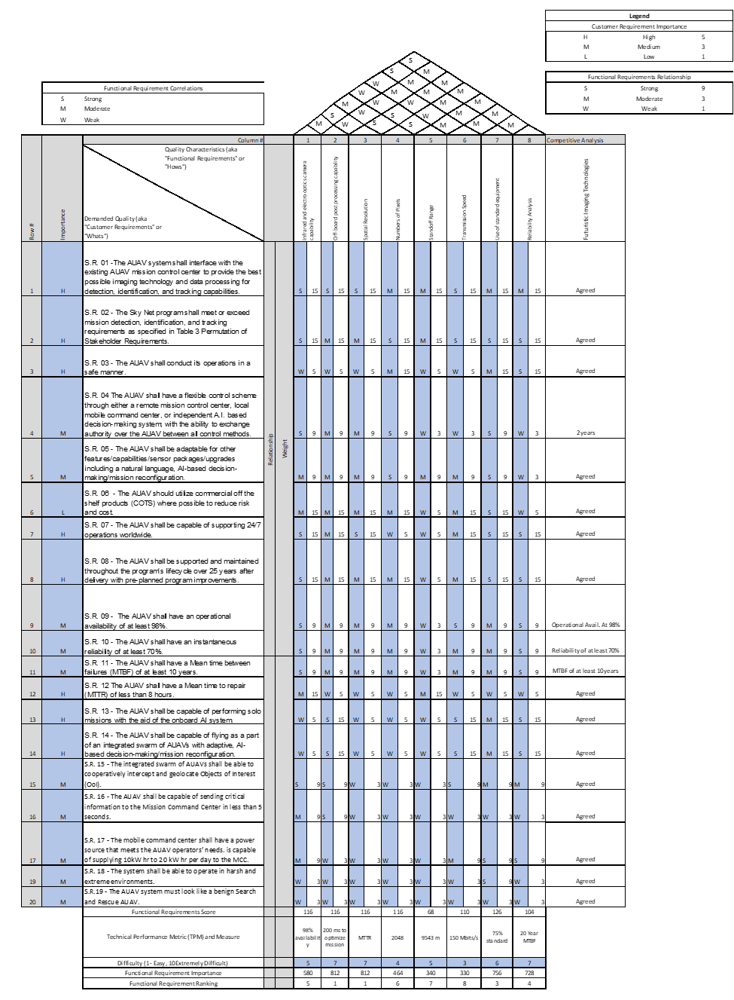 Legend
Customer Requirement Importance
H High 5
M Medium 3
L Low 1
Functional Requirements Relationship
S Strong 9
M Moderate 3
W Weak 1
Functional Requirement Correlations
S Strong
M Moderate
W Weak
S
S M
W M M
W M M M
M W M M M
S M S W M M
M W S S M M M
Column # 1 2 3 4 5 6 7 8 Competitive Analysis
Row #
Importance
Quality Characteristics (aka
"Functional Requirements" or
"Hows")
Demanded Quality (aka
"Customer Requirements" or
"Whats")
Infrared and electro optics camera
capability
Off-board post processing capability
Spatial Resolution
Numbers of Pixels
Standoff Range
Transmission Speed
Use of standard equipment
Reliability Analysis
Futuristic Imaging Technologies
Relationship
Weight
S.R. 01 -The AUAV system shall interface with the
existing AUAV mission control center to provide the best
possible imaging technology and data processing for
1 H detection, identification, and tracking capabilities. S 15 S 15 S 15 M 15 M 15 S 15 M 15 M 15 Agreed
S.R. 02 - The Sky Net program shall meet or exceed
mission detection, identification, and tracking
requirements as specified in Table 3 Permutation of
2 H Stakeholder Requirements. S 15 M 15 M 15 S 15 M 15 S 15 S 15 S 15 Agreed
S.R. 03 - The AUAV shall conduct its operations in a
3 H safe manner. W 5 W 5 W 5 M 15 W 5 W 5 M 15 S 15 Agreed
S.R. 04 The AUAV shall have a flexible control scheme
through either a remote mission control center, local
mobile command center, or independent A.I. based
decision-making system; with the ability to exchange
4 M authority over the AUAV between all control methods. S 9 M 9 M 9 S 9 W 3 W 3 S 9 W 3 2 years
S.R. 05 - The AUAV shall be adaptable for other
features/capabilities/sensor packages/upgrades
including a natural language, AI-based decision-
5 M making/mission reconfiguration. M 9 M 9 M 9 S 9 M 9 M 9 S 9 W 3 Agreed
S.R. 06 - The AUAV should utilize commercial off the
shelf products (COTS) where possible to reduce risk
6 L and cost. M 15 M 15 M 15 M 15 M 15 M 15 S 15 W 5 Agreed
S.R. 07 - The AUAV shall be capable of supporting 24/7
7 H operations worldwide. S 15 M 15 S 15 W 5 W 5 M 15 S 15 S 15 Agreed
S.R. 08 - The AUAV shall be supported and maintained
throughout the program's lifecycle over 25 years after
8 H delivery with pre-planned program improvements. S 15 M 15 M 15 M 15 W 5 M 15 S 15 S 15 Agreed
S.R. 09 - The AUAV shall have an operational
9 M availability of at least 98%. S 9 M 9 M 9 M 9 W 3 S 9 M 9 S 9 Operational Avail. At 98%
S.R. 10 - The AUAV shall have an instantaneous
10 M reliability of at least 70%. S 9 M 9 M 9 M 9 W 3 M 9 M 9 S 9 Reliability of at least 70%
S.R. 11 - The AUAV shall have a Mean time between
11 M failures (MTBF) of at least 10 years. S 9 M 9 M 9 M 9 W 3 M 9 M 9 S 9 MTBF of at least 10 years
S.R. 12 The AUAV shall have a Mean time to repair
12 H (MTTR) of less than 8 hours. M 15 W 5 W 5 W 5 M 15 W 5 W 5 W 5 Agreed
S.R. 13 - The AUAV shall be capable of performing solo
13 H missions with the aid of the onboard AI system. W 5 S 15 W 5 W 5 W 5 S 15 M 15 S 15 Agreed
S.R. 14 - The AUAV shall be capable of flying as a part
of an integrated swarm of AUAVs with adaptive, AI-
14 H based decision-making/mission reconfiguration. W 5 S 15 W 5 W 5 W 5 S 15 M 15 S 15 Agreed
S.R. 15 - The integrated swarm of AUAVs shall be able to
cooperatively intercept and geolocate Objects of Interest
15 M (OoI). S 9 S 9 W 3 W 3 W 3 S 9 M 9 M 9 Agreed
S.R. 16 - The AUAV shall be capable of sending critical
information to the Mission Command Center in less than 5
16 M seconds. M 9 S 9 W 3 W 3 W 3 W 3 W 3 W 3 Agreed
S.R. 17 - The mobile command center shall have a power
source that meets the AUAV operators' needs. is capable
17 M of supplying 10kW hr to 20 kW hr per day to the MCC. M 9 W 3 W 3 W 3 W 3 M 9 S 9 S 9 Agreed
S.R. 18 - The system shall be able to operate in harsh and
19 M extreme environments. W 3 W 3 W 3 W 3 W 3 W 3 S 9 W 3 Agreed
S.R.19 - The AUAV system must look like a benign Search
20 M and Rescue AUAV. W 3 W 3 W 3 W 3 W 3 W 3 W 3 W 3 Agreed
Functional Requirements Score 116 116 116 116 68 110 126 104
Technical Performance Metric (TPM) and Measure 98% availability 200 ms to optimize mission MTTR 2048 9543 m 150 Mbits/s 75% standard 20 Year MTBF
Difficulty (1- Easy, 10 Extremely Difficult) 5 7 7 4 5 3 6 7
Functional Requirement Importance 580 812 812 464 340 330 756 728
Functional Requirement Ranking 5 1 1 6 7 8 3 4